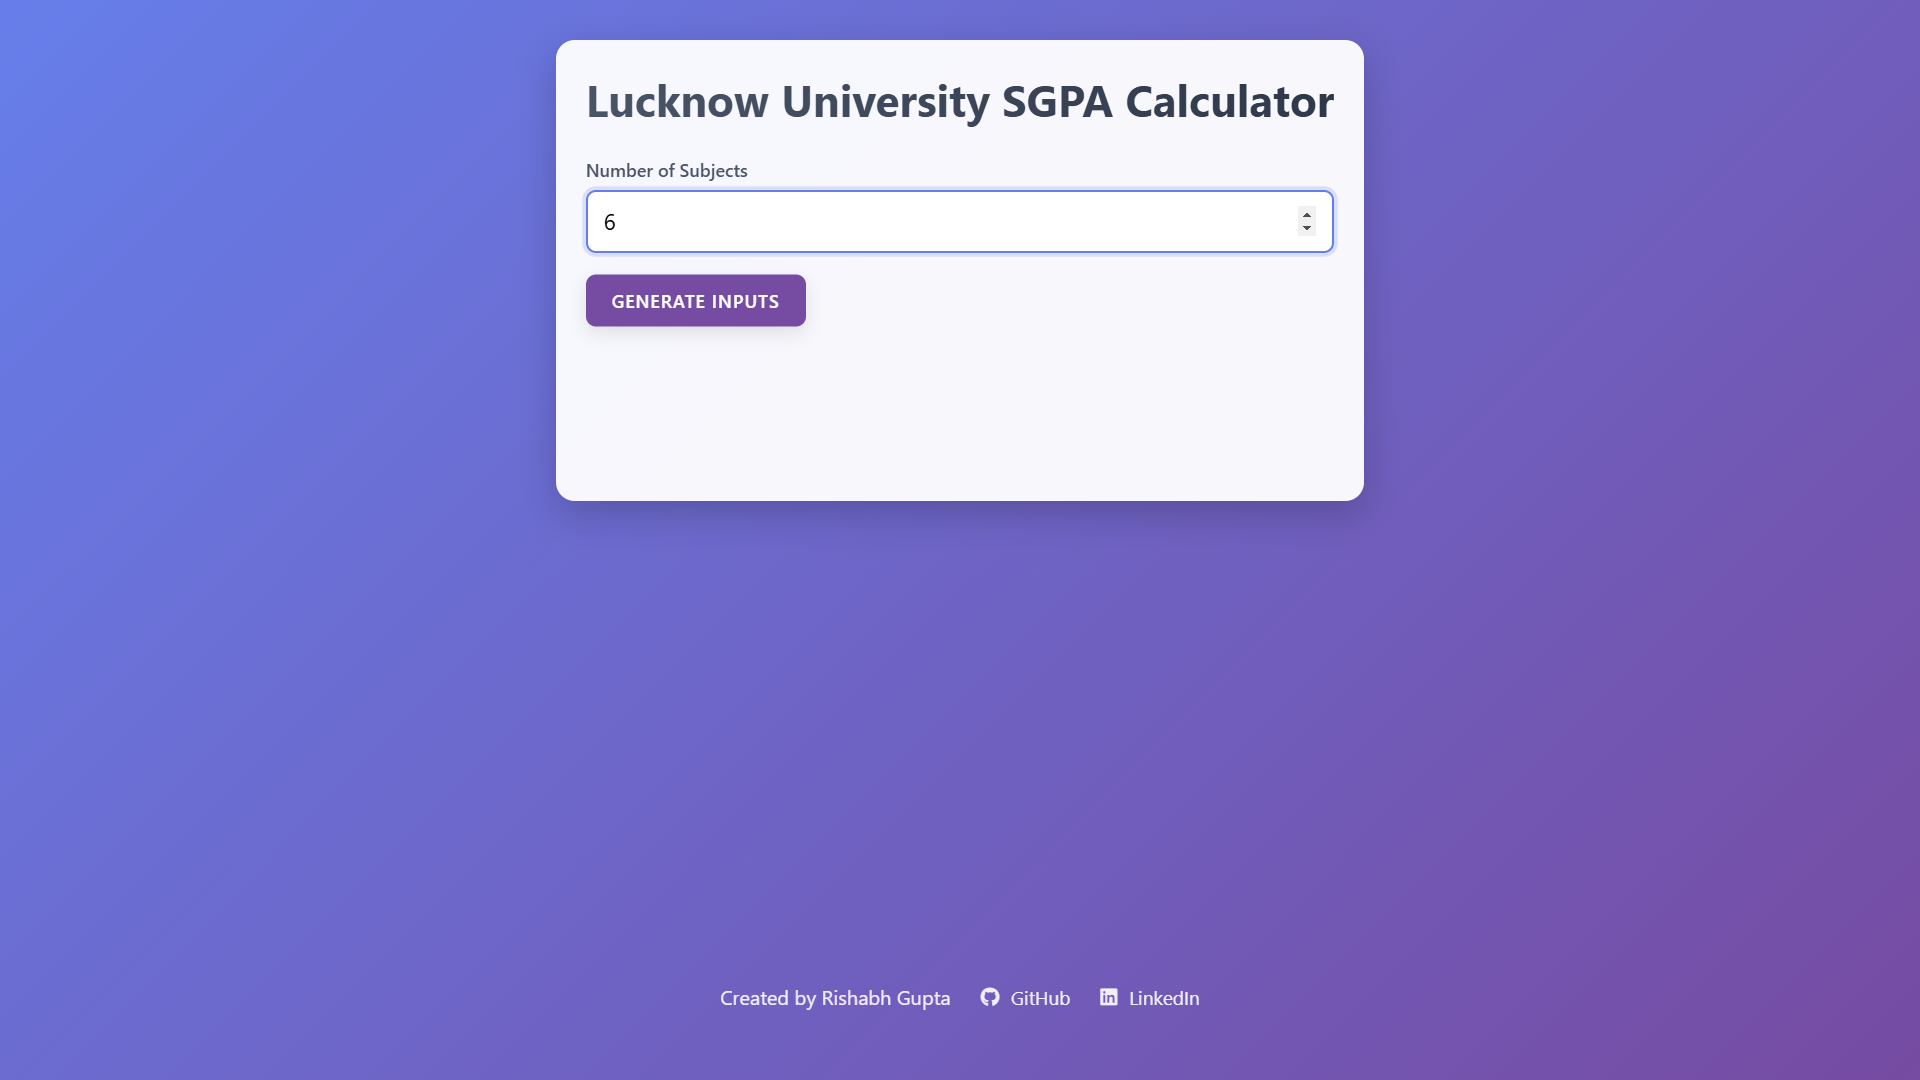 Lucknow University SGPA Calculator
Number of Subjects
6
GENERATE INPUTS
Created by Rishabh Gupta GitHub LinkedIn